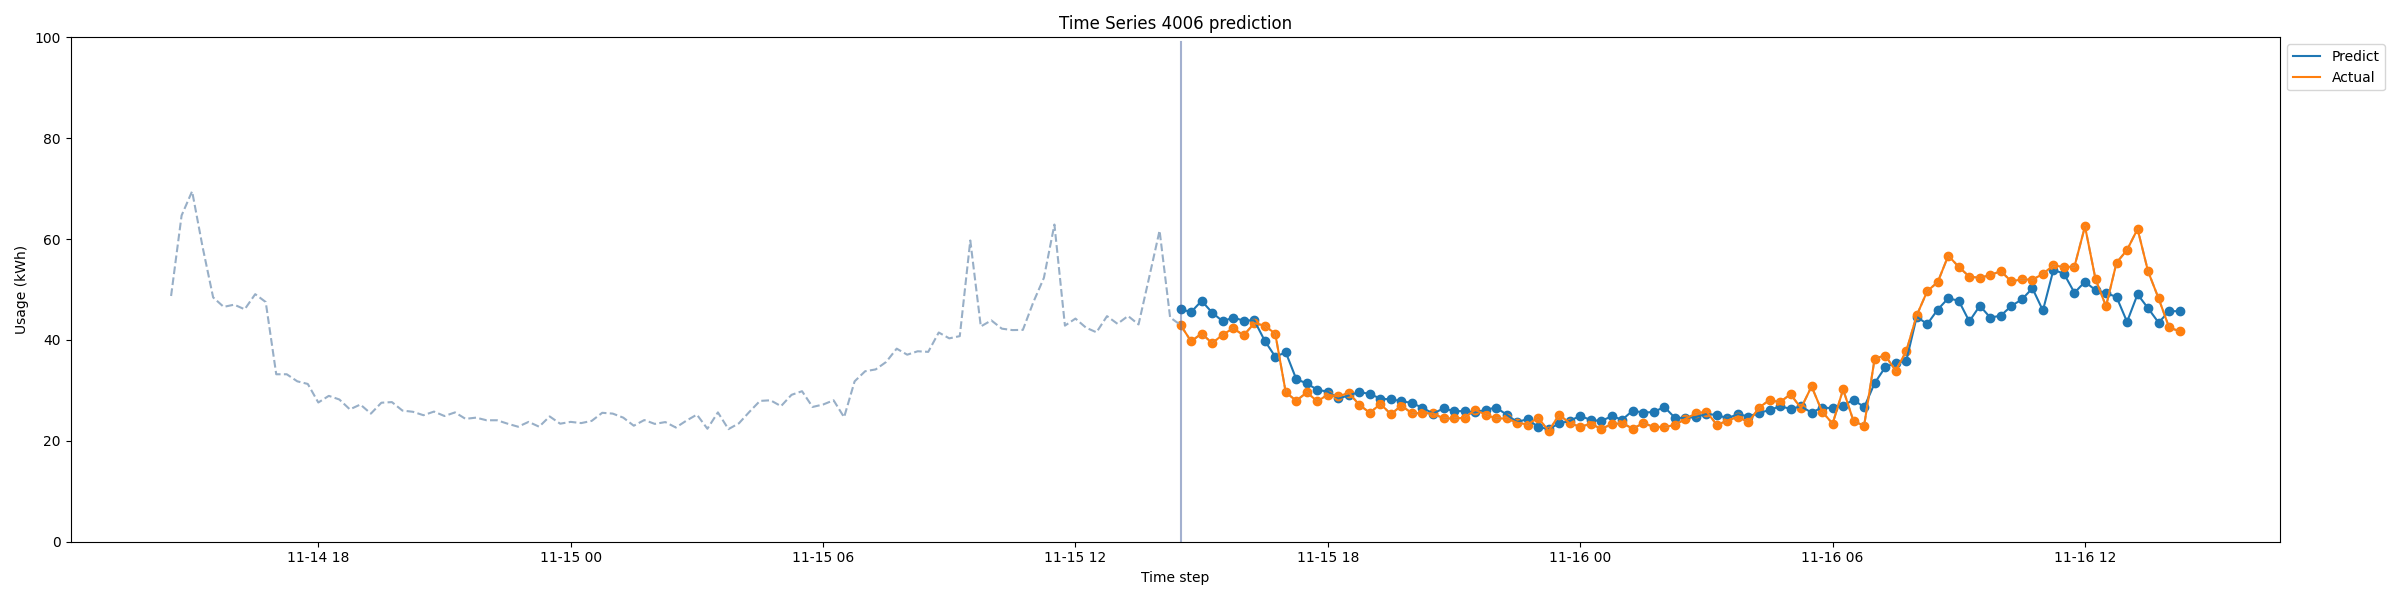 Time Series 4006 prediction
100
80
60
40
20
0
Usage (kWh)
11-14 18
11-15 00
11-15 06
11-15 12
11-15 18
11-16 00
11-16 06
11-16 12
Time step
Predict
Actual